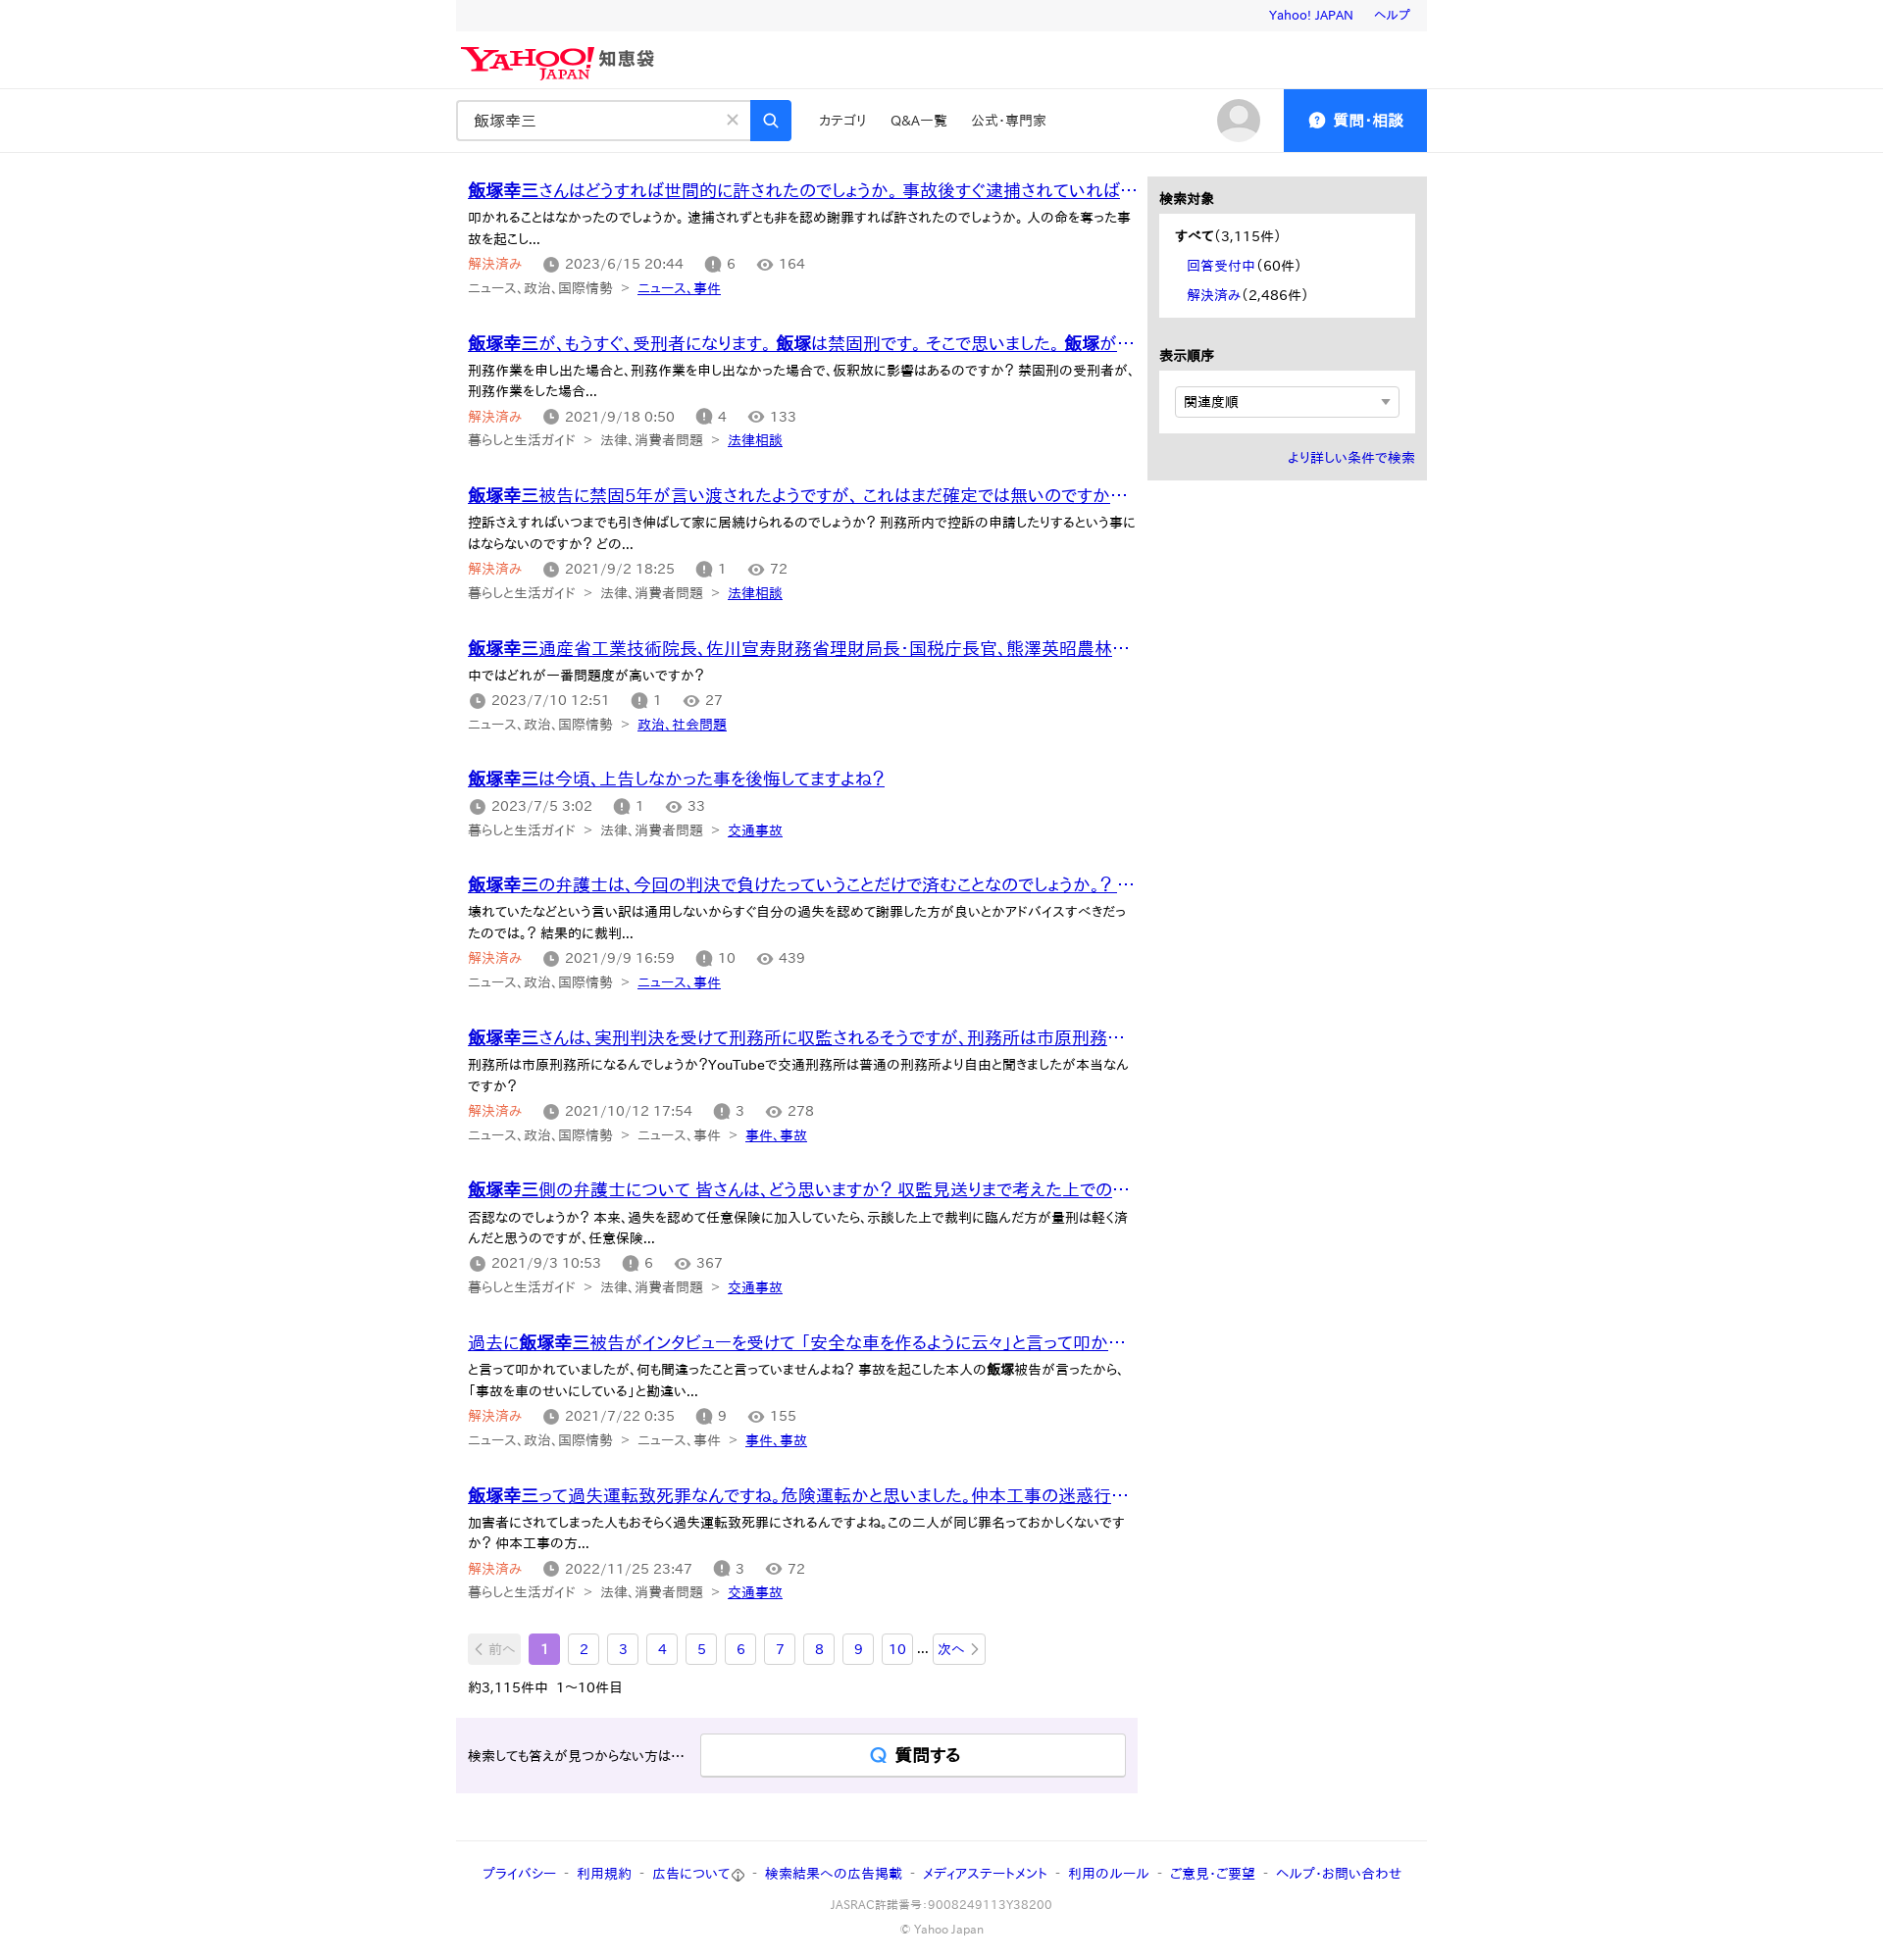 Yahoo! JAPAN ヘルプ
YAHOO! JAPAN 知恵袋
飯塚幸三 カテゴリ Q&A一覧 公式・専門家 質問・相談
飯塚幸三さんはどうすれば世間的に許されたのでしょうか。 事故後すぐ逮捕されていれば…
叩かれることはなかったのでしょうか。 逮捕されずとも非を認め謝罪すれば許されたのでしょうか。 人の命を奪った事
故を起こし...
解決済み 2023/6/15 20:44 6 164
ニュース、政治、国際情勢 > ニュース、事件
飯塚幸三が、もうすぐ、受刑者になります。 飯塚は禁固刑です。 そこで思いました。 飯塚が…
刑務作業を申し出た場合と、刑務作業を申し出なかった場合で、仮釈放に影響はあるのですか？ 禁固刑の受刑者が、
刑務作業をした場合...
解決済み 2021/9/18 0:50 4 133
暮らしと生活ガイド > 法律、消費者問題 > 法律相談
飯塚幸三被告に禁固5年が言い渡されたようですが、 これはまだ確定では無いのですか…
控訴さえすればいつまでも引き伸ばして家に居続けられるのでしょうか？ 刑務所内で控訴の申請したりするという事に
はならないのですか？ どの...
解決済み 2021/9/2 18:25 1 72
暮らしと生活ガイド > 法律、消費者問題 > 法律相談
飯塚幸三通産省工業技術院長、佐川宣寿財務省理財局長・国税庁長官、熊澤英昭農林…
中ではどれが一番問題度が高いですか？
2023/7/10 12:51 1 27
ニュース、政治、国際情勢 > 政治、社会問題
飯塚幸三は今頃、上告しなかった事を後悔してますよね？
2023/7/5 3:02 1 33
暮らしと生活ガイド > 法律、消費者問題 > 交通事故
飯塚幸三の弁護士は、今回の判決で負けたっていうことだけで済むことなのでしょうか。？ …
壊れていたなどという言い訳は通用しないからすぐ自分の過失を認めて謝罪した方が良いとかアドバイスすべきだっ
たのでは。？ 結果的に裁判...
解決済み 2021/9/9 16:59 10 439
ニュース、政治、国際情勢 > ニュース、事件
飯塚幸三さんは、実刑判決を受けて刑務所に収監されるそうですが、刑務所は市原刑務…
刑務所は市原刑務所になるんでしょうか？YouTubeで交通刑務所は普通の刑務所より自由と聞きましたが本当なん
ですか？
解決済み 2021/10/12 17:54 3 278
ニュース、政治、国際情勢 > ニュース、事件 > 事件、事故
飯塚幸三側の弁護士について 皆さんは、どう思いますか？ 収監見送りまで考えた上での…
否認なのでしょうか？ 本来、過失を認めて任意保険に加入していたら、示談した上で裁判に臨んだ方が量刑は軽く済
んだと思うのですが、任意保険...
2021/9/3 10:53 6 367
暮らしと生活ガイド > 法律、消費者問題 > 交通事故
過去に飯塚幸三被告がインタビューを受けて 「安全な車を作るように云々」と言って叩か…
と言って叩かれていましたが、何も間違ったこと言っていませんよね？ 事故を起こした本人の飯塚被告が言ったから、
「事故を車のせいにしている」と勘違い...
解決済み 2021/7/22 0:35 9 155
ニュース、政治、国際情勢 > ニュース、事件 > 事件、事故
飯塚幸三って過失運転致死罪なんですね。危険運転かと思いました。仲本工事の迷惑行…
加害者にされてしまった人もおそらく過失運転致死罪にされるんですよね。この二人が同じ罪名っておかしくないです
か？ 仲本工事の方...
解決済み 2022/11/25 23:47 3 72
暮らしと生活ガイド > 法律、消費者問題 > 交通事故
前へ 1 2 3 4 5 6 7 8 9 10 ... 次へ
約3,115件中 1〜10件目
検索しても答えが見つからない方は… 質問する
検索対象
すべて（3,115件）
回答受付中（60件）
解決済み（2,486件）
表示順序
関連度順
より詳しい条件で検索
プライバシー - 利用規約 - 広告について - 検索結果への広告掲載 - メディアステートメント - 利用のルール - ご意見・ご要望 - ヘルプ・お問い合わせ
JASRAC許諾番号：9008249113Y38200
© Yahoo Japan